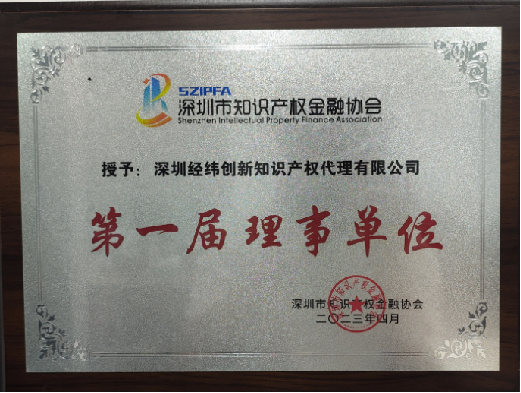 SZIPFA
深圳市知识产权金融协会
Shenzhen Intellectual Property Finance Association
授予：深圳经纬创新知识产权代理有限公司
第一届理事单位
深圳市知识产权金融协会
二〇二三年四月